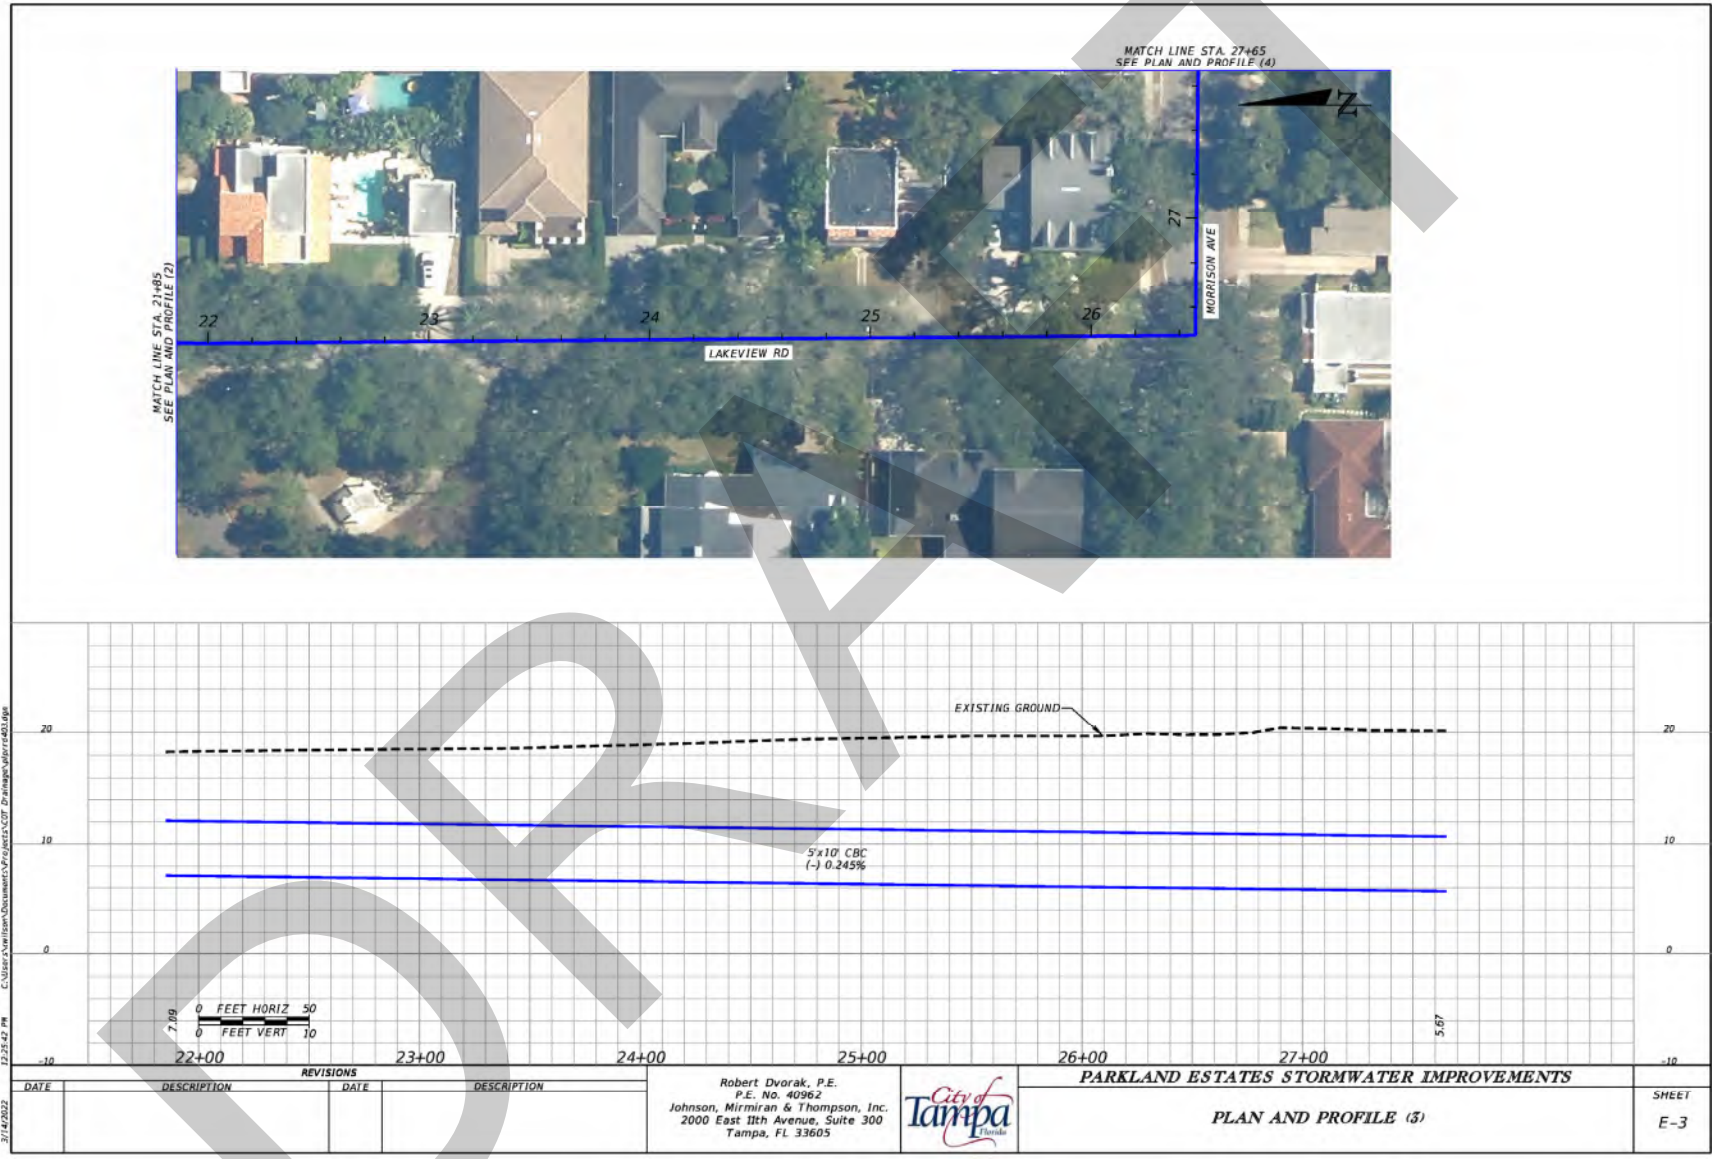 MATCH LINE STA. 27+65
SEE PLAN AND PROFILE (4)
N
MATCH LINE STA. 21+85
SEE PLAN AND PROFILE (2)
22
23
24
25
26
27
LAKEVIEW RD
MORRISON AVE
DRAFT
20
10
0
-10
EXISTING GROUND
5'x10' CBC
(-) 0.245%
20
10
0
-10
7.09
0 FEET HORIZ 50
0 FEET VERT 10
5.67
22+00
23+00
24+00
25+00
26+00
27+00
REVISIONS
DATE
DESCRIPTION
DATE
DESCRIPTION
Robert Dvorak, P.E.
P.E. No. 40962
Johnson, Mirmiran & Thompson, Inc.
2000 East 11th Avenue, Suite 300
Tampa, FL 33605
City of
Tampa
Florida
PARKLAND ESTATES STORMWATER IMPROVEMENTS
PLAN AND PROFILE (3)
SHEET
E-3
3/14/2022
12:25:42 PM